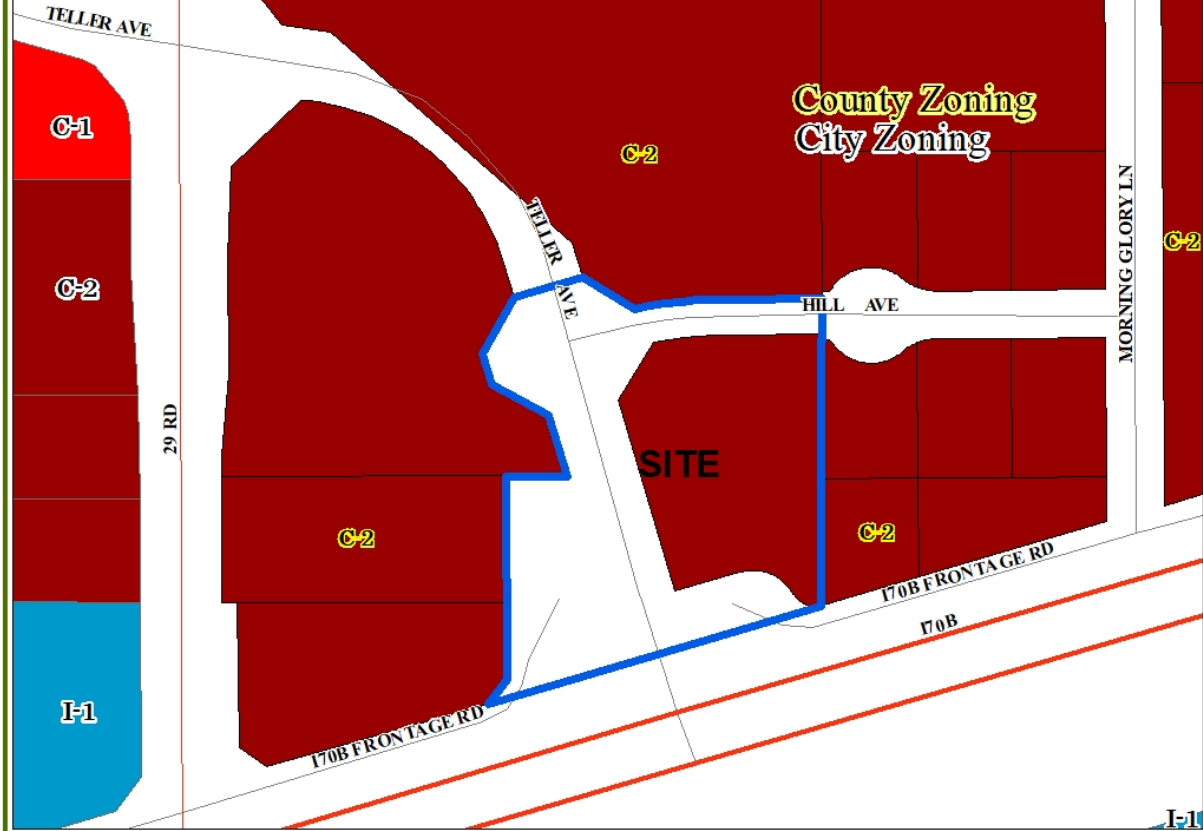 TELLER AVE
C-1
County Zoning
City Zoning
C-2
TELLER AVE
MORNING GLORY LN
C-2
C-2
HILL AVE
29 RD
SITE
C-2
C-2
I70B FRONTAGE RD
I70B
I-1
I70B FRONTAGE RD
I-1